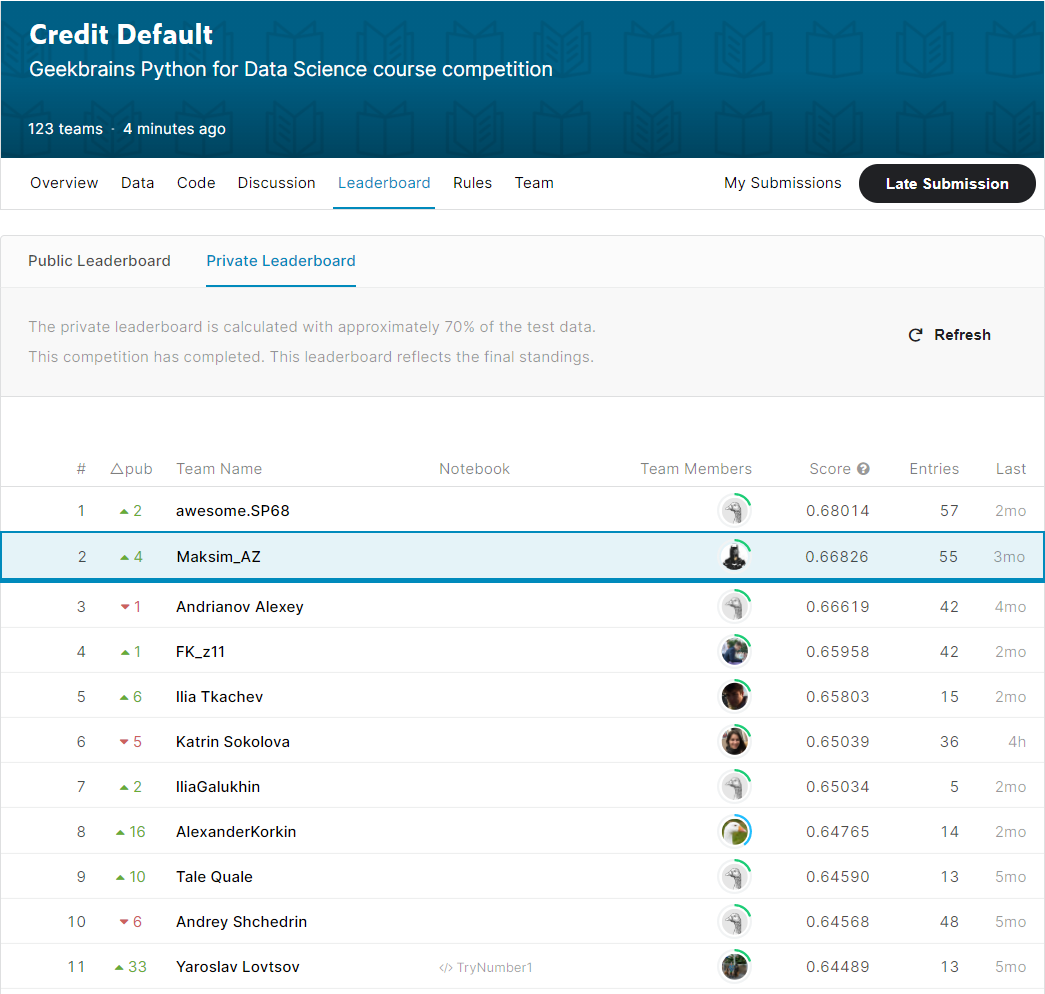 Credit Default
Geekbrains Python for Data Science course competition
123 teams · 4 minutes ago
Overview Data Code Discussion Leaderboard Rules Team My Submissions Late Submission
Public Leaderboard Private Leaderboard
The private leaderboard is calculated with approximately 70% of the test data.
This competition has completed. This leaderboard reflects the final standings.
Refresh
# △pub Team Name Notebook Team Members Score Entries Last
1 2 awesome.SP68 0.68014 57 2mo
2 4 Maksim_AZ 0.66826 55 3mo
3 1 Andrianov Alexey 0.66619 42 4mo
4 1 FK_z11 0.65958 42 2mo
5 6 Ilia Tkachev 0.65803 15 2mo
6 5 Katrin Sokolova 0.65039 36 4h
7 2 IliaGalukhin 0.65034 5 2mo
8 16 AlexanderKorkin 0.64765 14 2mo
9 10 Tale Quale 0.64590 13 5mo
10 6 Andrey Shchedrin 0.64568 48 5mo
11 33 Yaroslav Lovtsov </> TryNumber1 0.64489 13 5mo